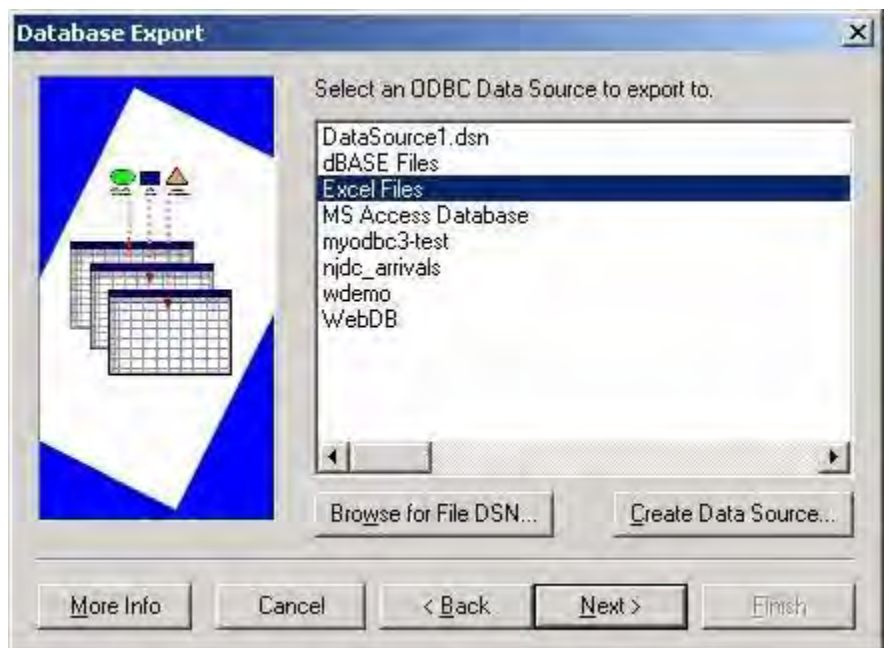 Database Export
Select an ODBC Data Source to export to.
DataSource1.dsn
dBASE Files
Excel Files
MS Access Database
myodbc3-test
njdc_arrivals
wdemo
WebDB
Browse for File DSN...
Create Data Source...
More Info
Cancel
< Back
Next >
Finish